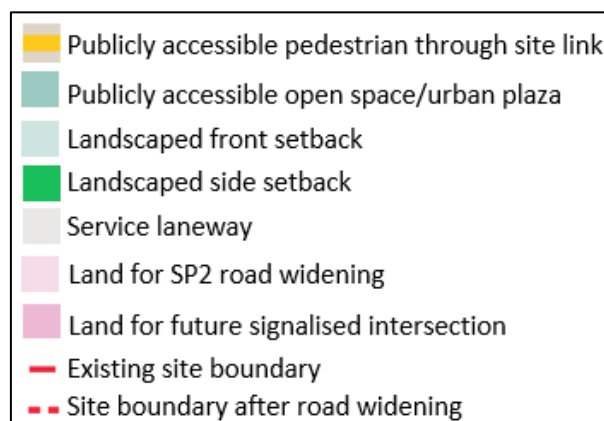 Publicly accessible pedestrian through site link
Publicly accessible open space/urban plaza
Landscaped front setback
Landscaped side setback
Service laneway
Land for SP2 road widening
Land for future signalised intersection
Existing site boundary
Site boundary after road widening